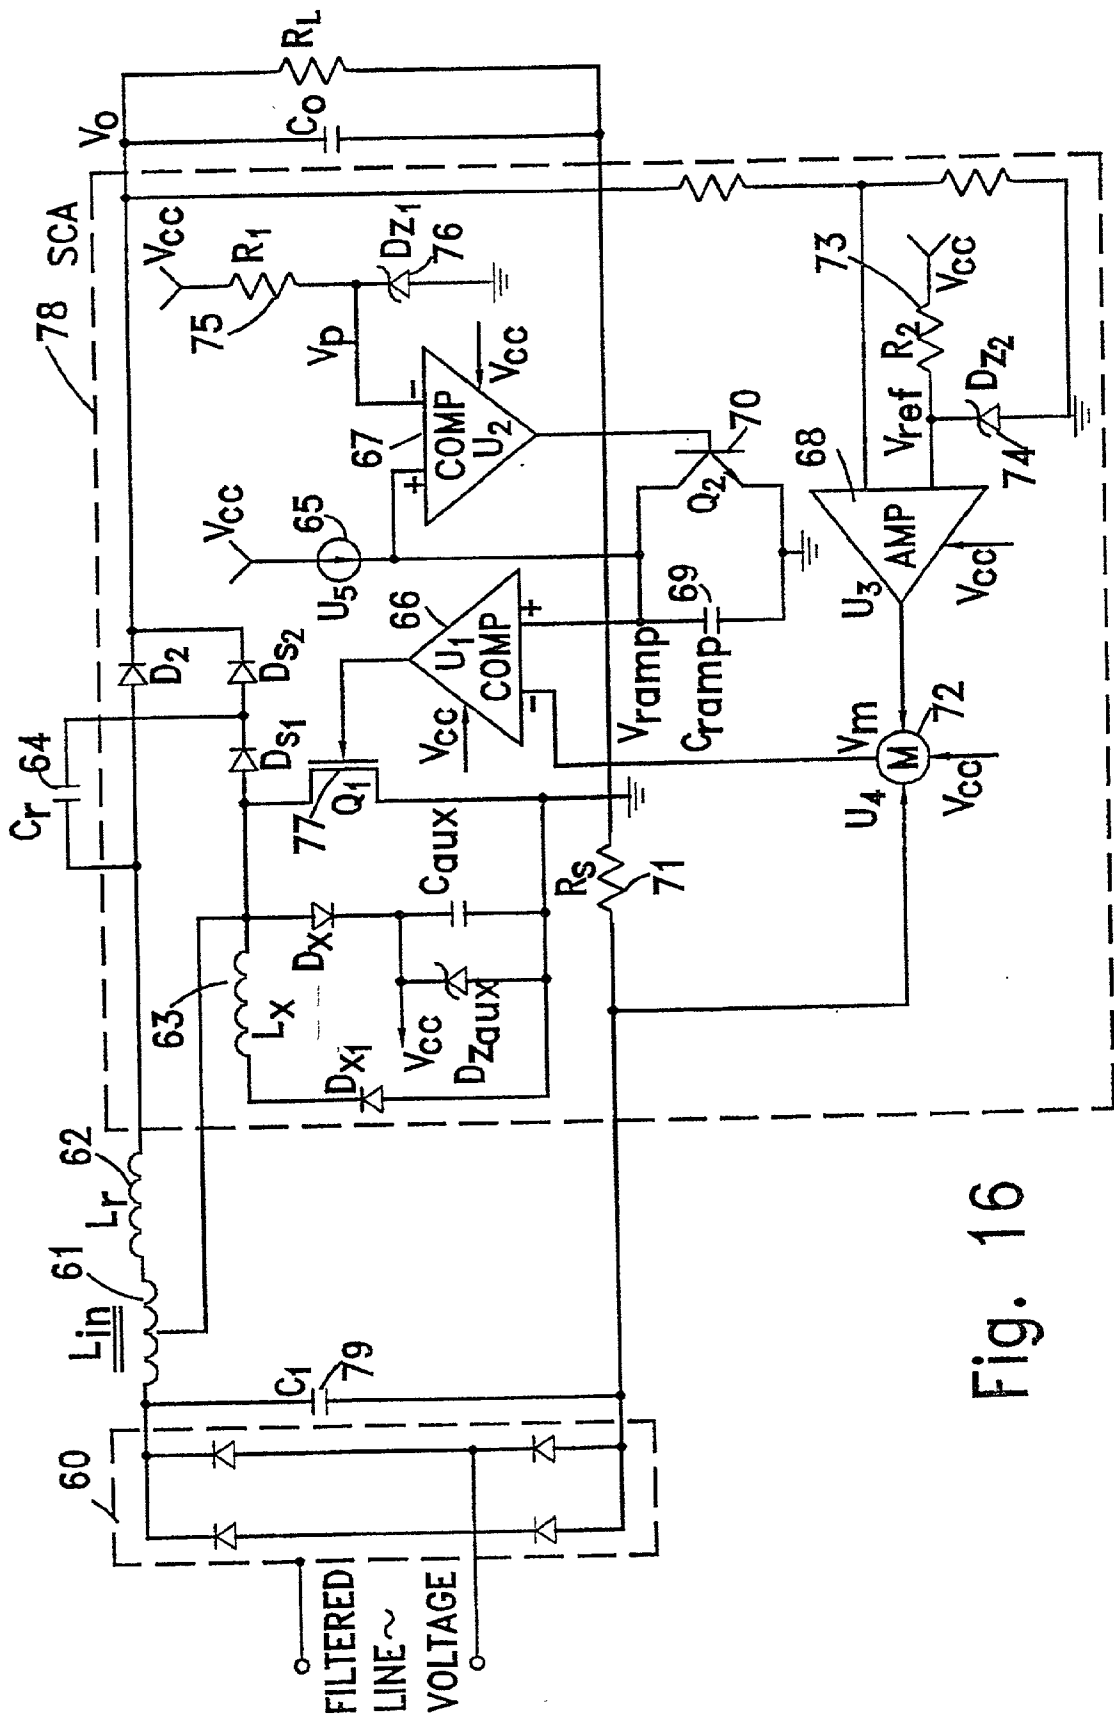 78
SCA
Vo
RL
Co
Cr
64
D2
DS1
DS2
Vcc
65
U5
Vcc
R1
75
Vp
DZ1
76
60
Lin
61
Lr
62
63
Lx
Dx
Dx1
Caux
Vcc
DZaux
77
Q1
Vcc
66
U1
COMP
-
+
67
COMP
U2
+
-
Vcc
C1
79
Rs
71
Vramp
Cramp
69
Q2
70
FILTERED
LINE~
VOLTAGE
U4
M
Vm
72
Vcc
U3
AMP
68
Vcc
Vref
R2
73
Vcc
74
DZ2
Fig. 16